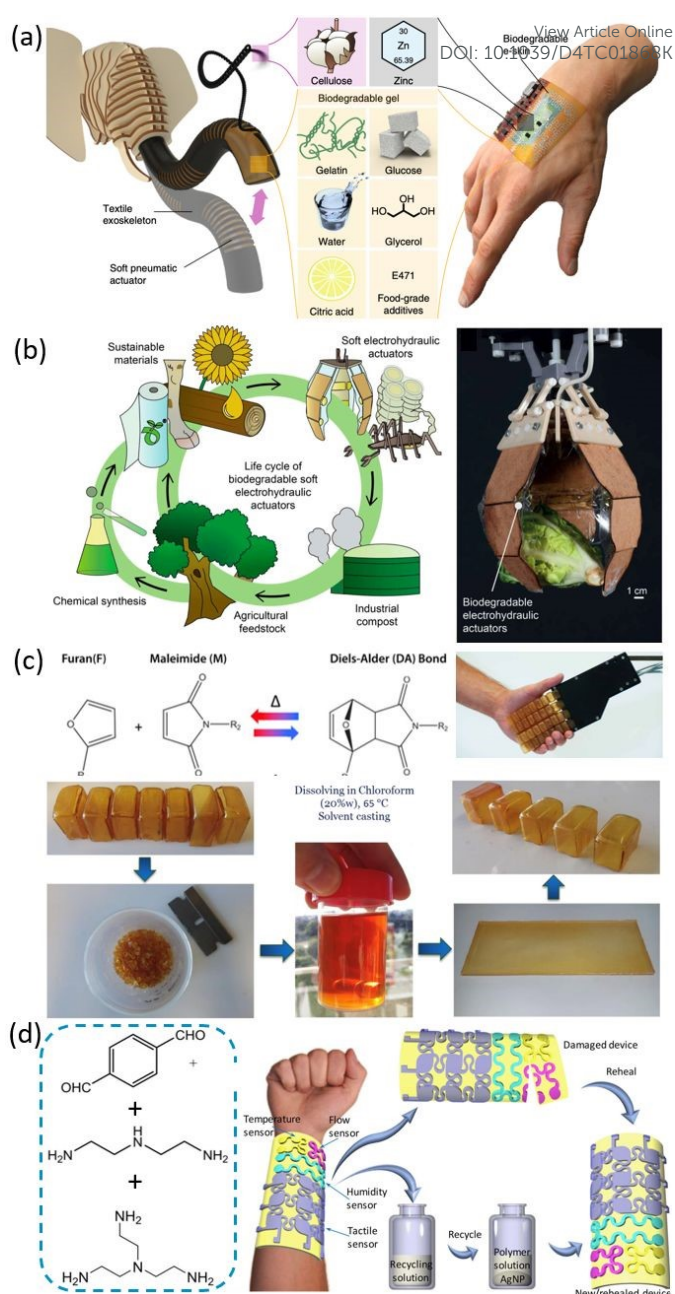 (a)
View Article Online
DOI: 10.1039/D4TC01868K
30
Zn
65.39
Biodegradable
e-skin
Cellulose
Zinc
Biodegradable gel
Gelatin
Glucose
Textile
exoskeleton
Water
HO
OH
OH
Glycerol
Soft pneumatic
actuator
E471
Citric acid
Food-grade
additives
(b)
Sustainable
materials
Soft electrohydraulic
actuators
Life cycle of
biodegradable soft
electrohydraulic
actuators
Chemical synthesis
Agricultural
feedstock
Industrial
compost
Biodegradable
electrohydraulic
actuators
1 cm
(c)
Furan(F)
Maleimide (M)
Diels-Alder (DA) Bond
O
+
O
N-R2
O
Δ
O
O
N-R2
O
Dissolving in Chloroform
(20%w), 65 °C
Solvent casting
(d)
CHO
+
OHC
+
H
N
H2N
NH2
+
NH2
N
H2N
NH2
Temperature
sensor
Flow
sensor
Humidity
sensor
Tactile
sensor
Damaged device
Reheal
Recycling
solution
Recycle
Polymer
solution
AgNP
New/rehealed device